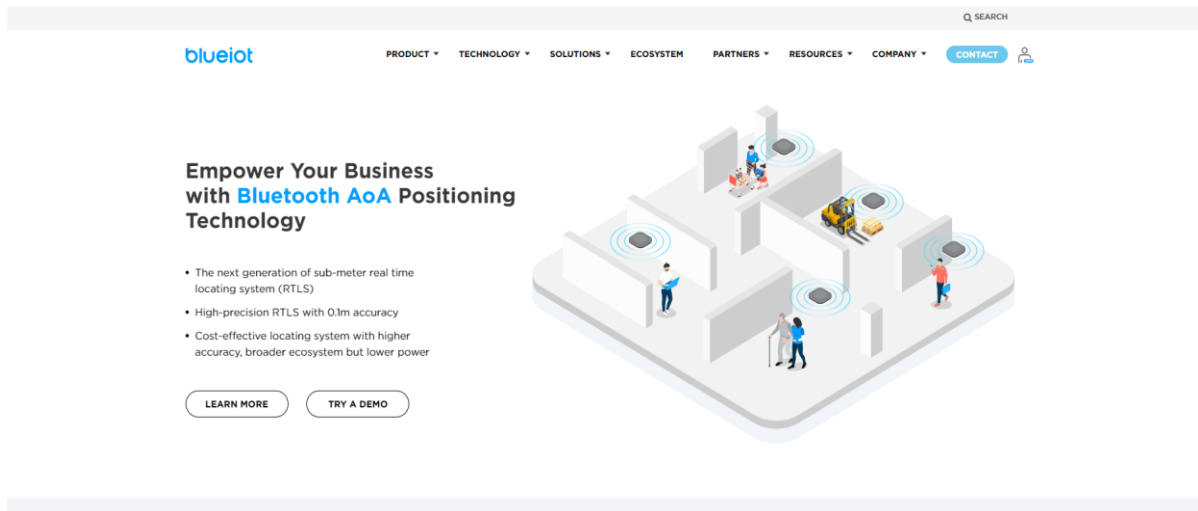 SEARCH
blueiot
PRODUCT TECHNOLOGY SOLUTIONS ECOSYSTEM PARTNERS RESOURCES COMPANY CONTACT
Empower Your Business
with Bluetooth AoA Positioning
Technology
• The next generation of sub-meter real time
locating system (RTLS)
• High-precision RTLS with 0.1m accuracy
• Cost-effective locating system with higher
accuracy, broader ecosystem but lower power
LEARN MORE TRY A DEMO